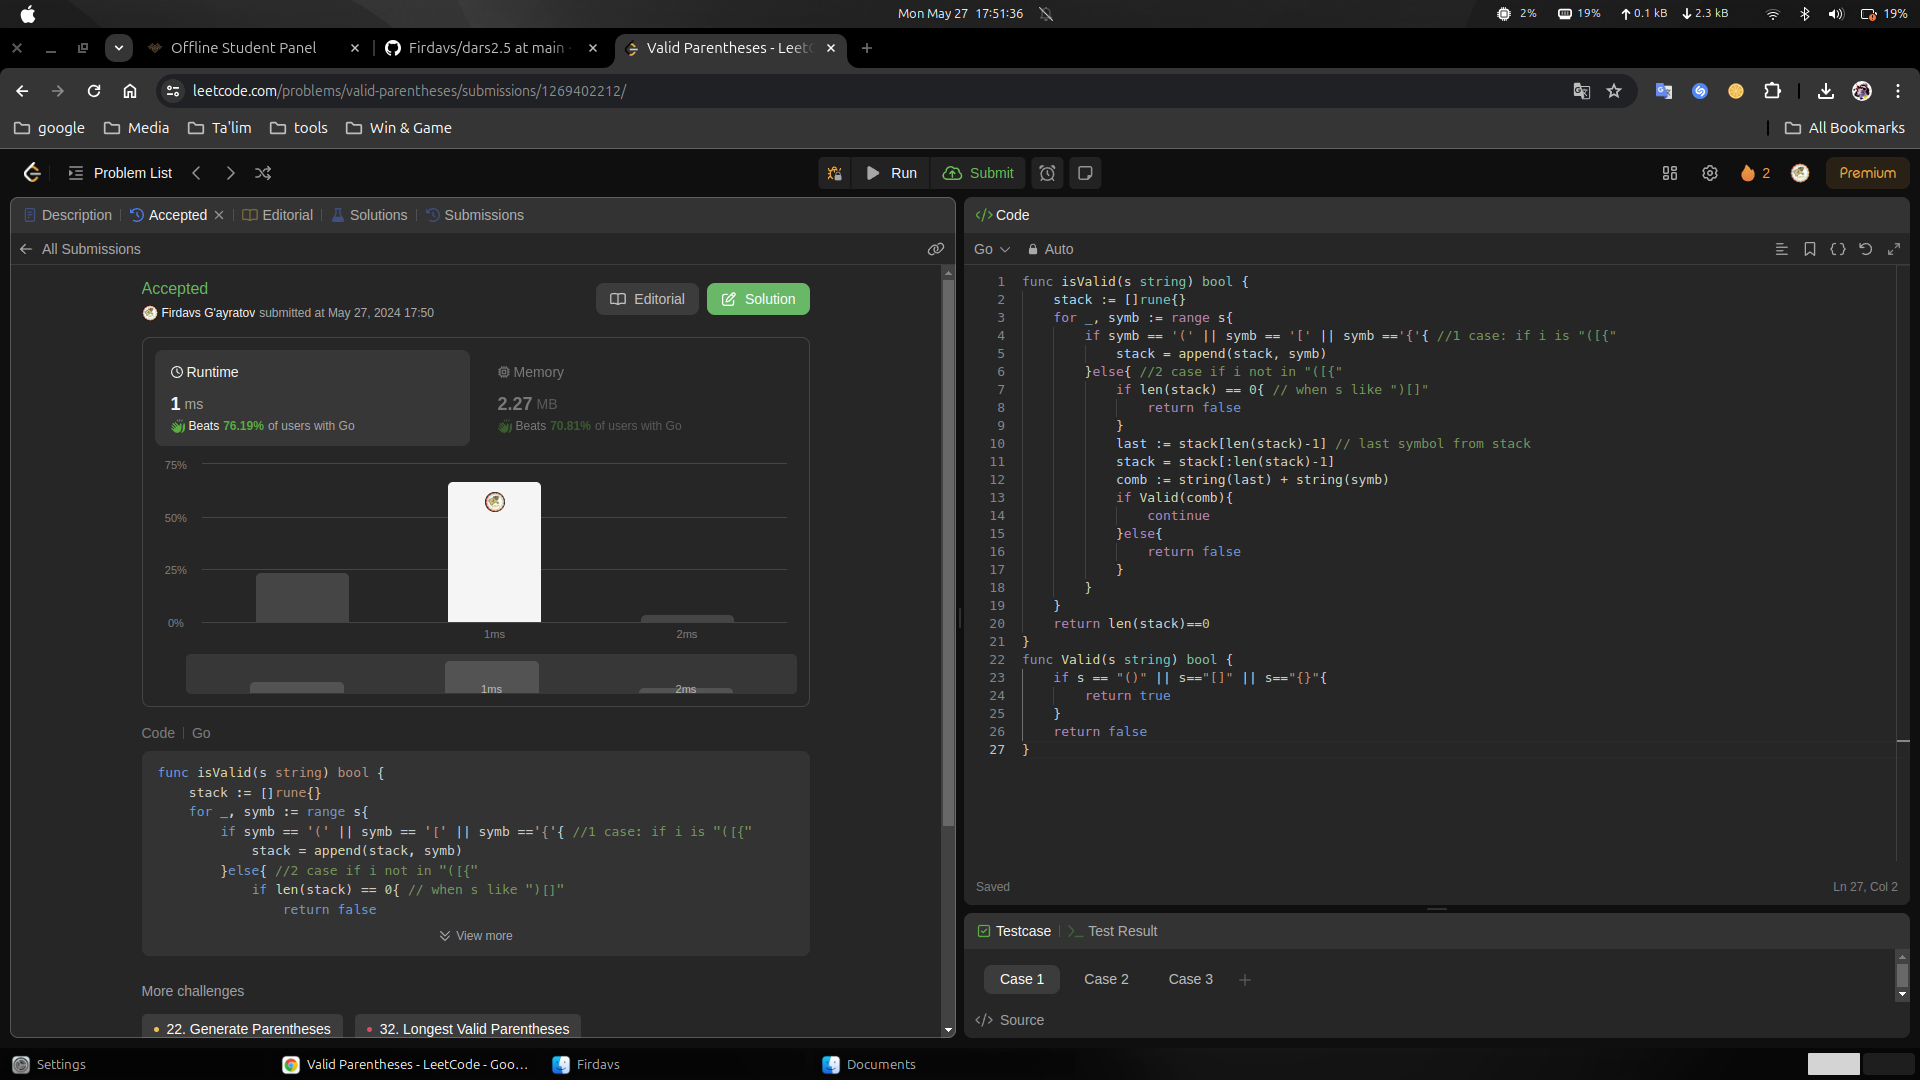 Mon May 27 17:51:36
2%
19%
0.1 kB
2.3 kB
19%
Offline Student Panel
Firdavs/dars2.5 at main
Valid Parentheses - LeetC
leetcode.com/problems/valid-parentheses/submissions/1269402212/
google
Media
Ta'lim
tools
Win & Game
All Bookmarks
Problem List
Run
Submit
2
Premium
Description
Accepted
Editorial
Solutions
Submissions
All Submissions
Accepted
Firdavs G'ayratov submitted at May 27, 2024 17:50
Editorial
Solution
Runtime
1 ms
Beats 76.19% of users with Go
Memory
2.27 MB
Beats 70.81% of users with Go
75%
50%
25%
0%
1ms
2ms
1ms
2ms
Code | Go
func isValid(s string) bool {
    stack := []rune{}
    for _, symb := range s{
        if symb == '(' || symb == '[' || symb =='{'{ //1 case: if i is "([{"
            stack = append(stack, symb)
        }else{ //2 case if i not in "([{"
            if len(stack) == 0{ // when s like ")[]"
                return false
View more
More challenges
22. Generate Parentheses
32. Longest Valid Parentheses
</> Code
Go
Auto
1 func isValid(s string) bool {
2     stack := []rune{}
3     for _, symb := range s{
4         if symb == '(' || symb == '[' || symb =='{'{ //1 case: if i is "([{"
5             stack = append(stack, symb)
6         }else{ //2 case if i not in "([{"
7             if len(stack) == 0{ // when s like ")[]"
8                 return false
9             }
10             last := stack[len(stack)-1] // last symbol from stack
11             stack = stack[:len(stack)-1]
12             comb := string(last) + string(symb)
13             if Valid(comb){
14                 continue
15             }else{
16                 return false
17             }
18         }
19     }
20     return len(stack)==0
21 }
22 func Valid(s string) bool {
23     if s == "()" || s=="[]" || s=="{}"{
24         return true
25     }
26     return false
27 }
Saved
Ln 27, Col 2
Testcase
Test Result
Case 1
Case 2
Case 3
</> Source
Settings
Valid Parentheses - LeetCode - Goo...
Firdavs
Documents